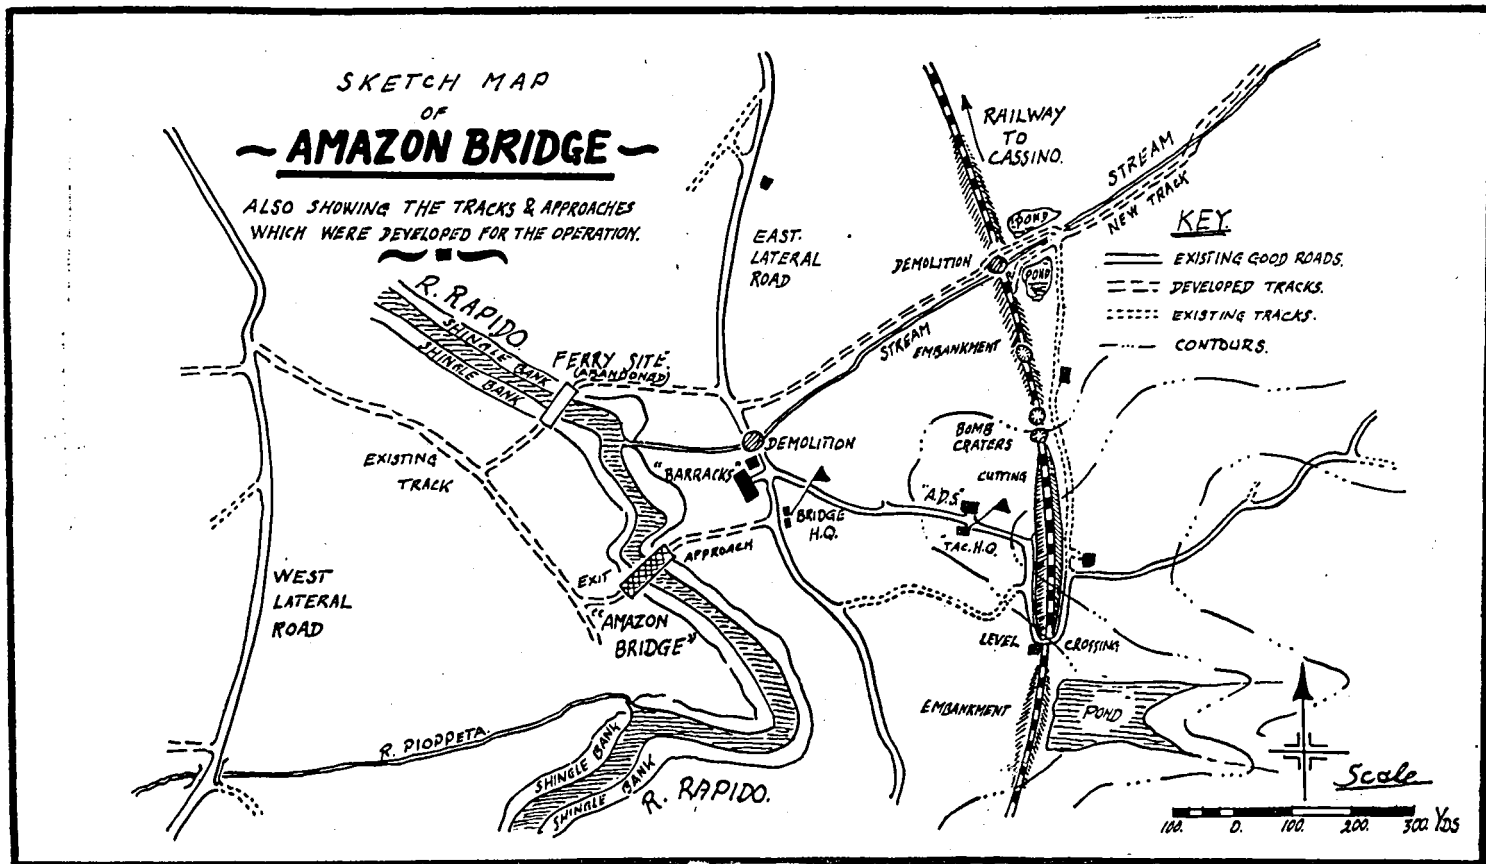 SKETCH MAP
OF
~ AMAZON BRIDGE ~
ALSO SHOWING THE TRACKS & APPROACHES
WHICH WERE DEVELOPED FOR THE OPERATION.
RAILWAY
TO
CASSINO.
STREAM
NEW TRACK
POND
POND
DEMOLITION
EAST
LATERAL
ROAD
KEY.
EXISTING GOOD ROADS.
DEVELOPED TRACKS.
EXISTING TRACKS.
CONTOURS.
R. RAPIDO.
SHINGLE BANK
SHINGLE BANK
FERRY SITE
(ABANDONED)
STREAM
EMBANKMENT
DEMOLITION
BOMB
CRATERS
CUTTING
EXISTING
TRACK
"BARRACKS"
"A.D.S"
BRIDGE
H.Q.
TAC. H.Q.
APPROACH
EXIT
"AMAZON
BRIDGE"
WEST
LATERAL
ROAD
LEVEL
CROSSING
EMBANKMENT
POND
R. PIOPPETA.
SHINGLE BANK
SHINGLE BANK
R. RAPIDO.
Scale
100. 0. 100. 200. 300 YDS